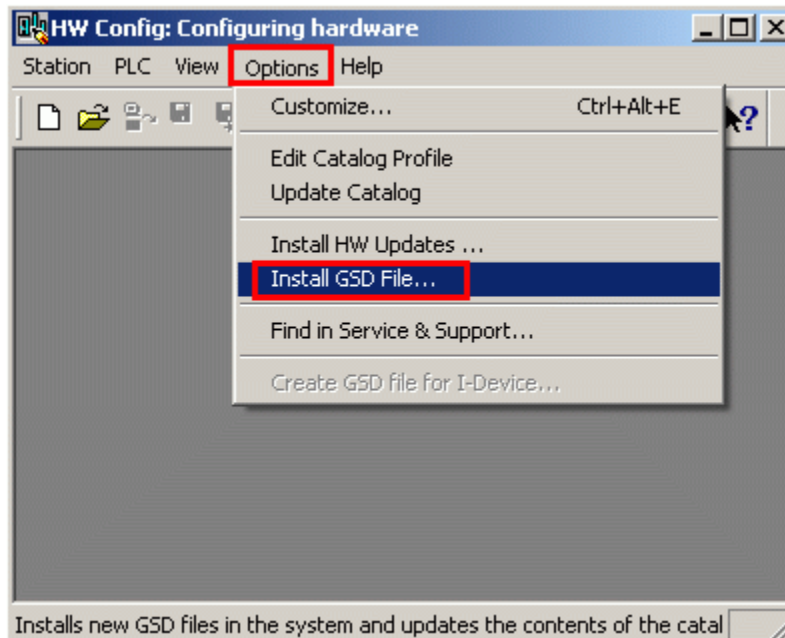 HW Config: Configuring hardware
Station PLC View Options Help
Customize... Ctrl+Alt+E
Edit Catalog Profile
Update Catalog
Install HW Updates ...
Install GSD File...
Find in Service & Support...
Create GSD file for I-Device...
Installs new GSD files in the system and updates the contents of the catal